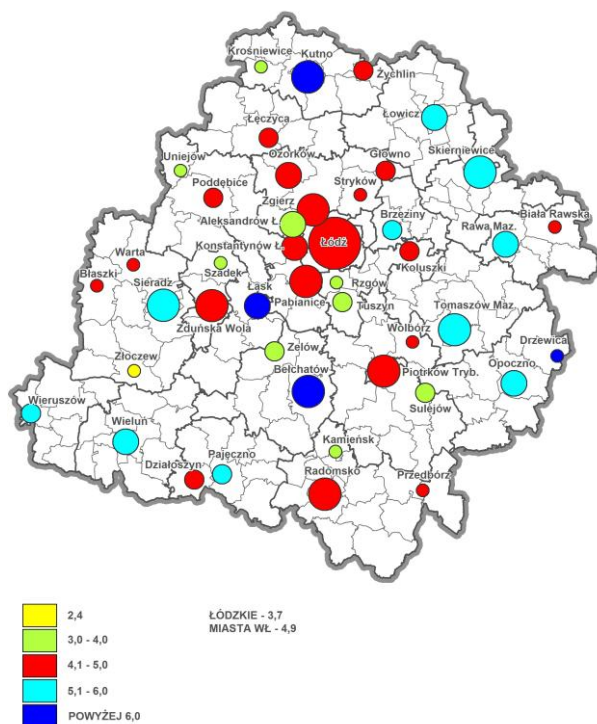 Krośniewice
Kutno
Żychlin
Łowicz
Łęczyca
Skierniewice
Ozorków
Głowno
Uniejów
Stryków
Poddębice
Zgierz
Biała Rawska
Aleksandrów Ł.
Brzeziny
Rawa Maz.
Konstantynów Ł.
Łódź
Warta
Koluszki
Szadek
Błaszki
Rzgów
Sieradz
Łask
Pabianice
Tuszyn
Tomaszów Maz.
Zduńska Wola
Wolbórz
Drzewica
Zelów
Złoczew
Piotrków Tryb.
Opoczno
Bełchatów
Wieruszów
Sulejów
Wieluń
Kamieńsk
Pajęczno
Działoszyn
Radomsko
Przedbórz
2,4
ŁÓDZKIE - 3,7
3,0 - 4,0
MIASTA WŁ - 4,9
4,1 - 5,0
5,1 - 6,0
POWYŻEJ 6,0